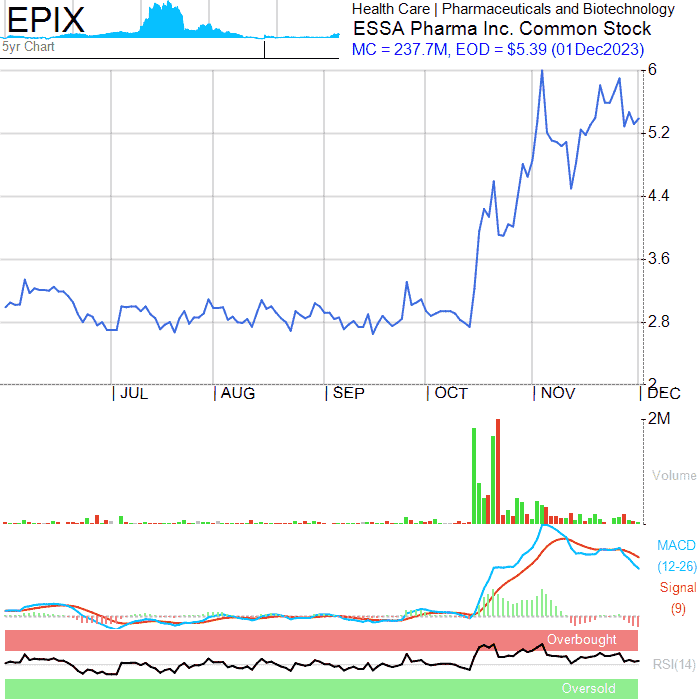 EPIX
5yr Chart
Health Care | Pharmaceuticals and Biotechnology
ESSA Pharma Inc. Common Stock
MC = 237.7M, EOD = $5.39 (01Dec2023)
6
5.2
4.4
3.6
2.8
2
JUL AUG SEP OCT NOV DEC
2M
Volume
MACD
(12-26)
Signal
(9)
Overbought
RSI(14)
Oversold